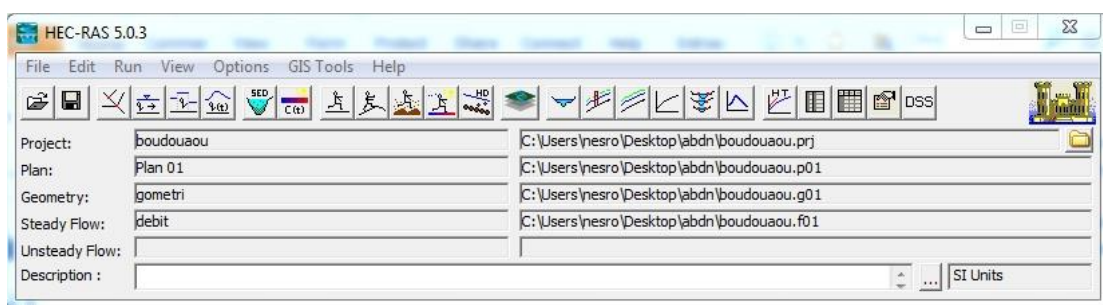 HEC-RAS 5.0.3
File Edit Run View Options GIS Tools Help
SED C(t) HD H.T. DSS
Project: boudouaou C:\Users\nesro\Desktop\abdn\boudouaou.prj
Plan: Plan 01 C:\Users\nesro\Desktop\abdn\boudouaou.p01
Geometry: gometri C:\Users\nesro\Desktop\abdn\boudouaou.g01
Steady Flow: debit C:\Users\nesro\Desktop\abdn\boudouaou.f01
Unsteady Flow:
Description : ... SI Units